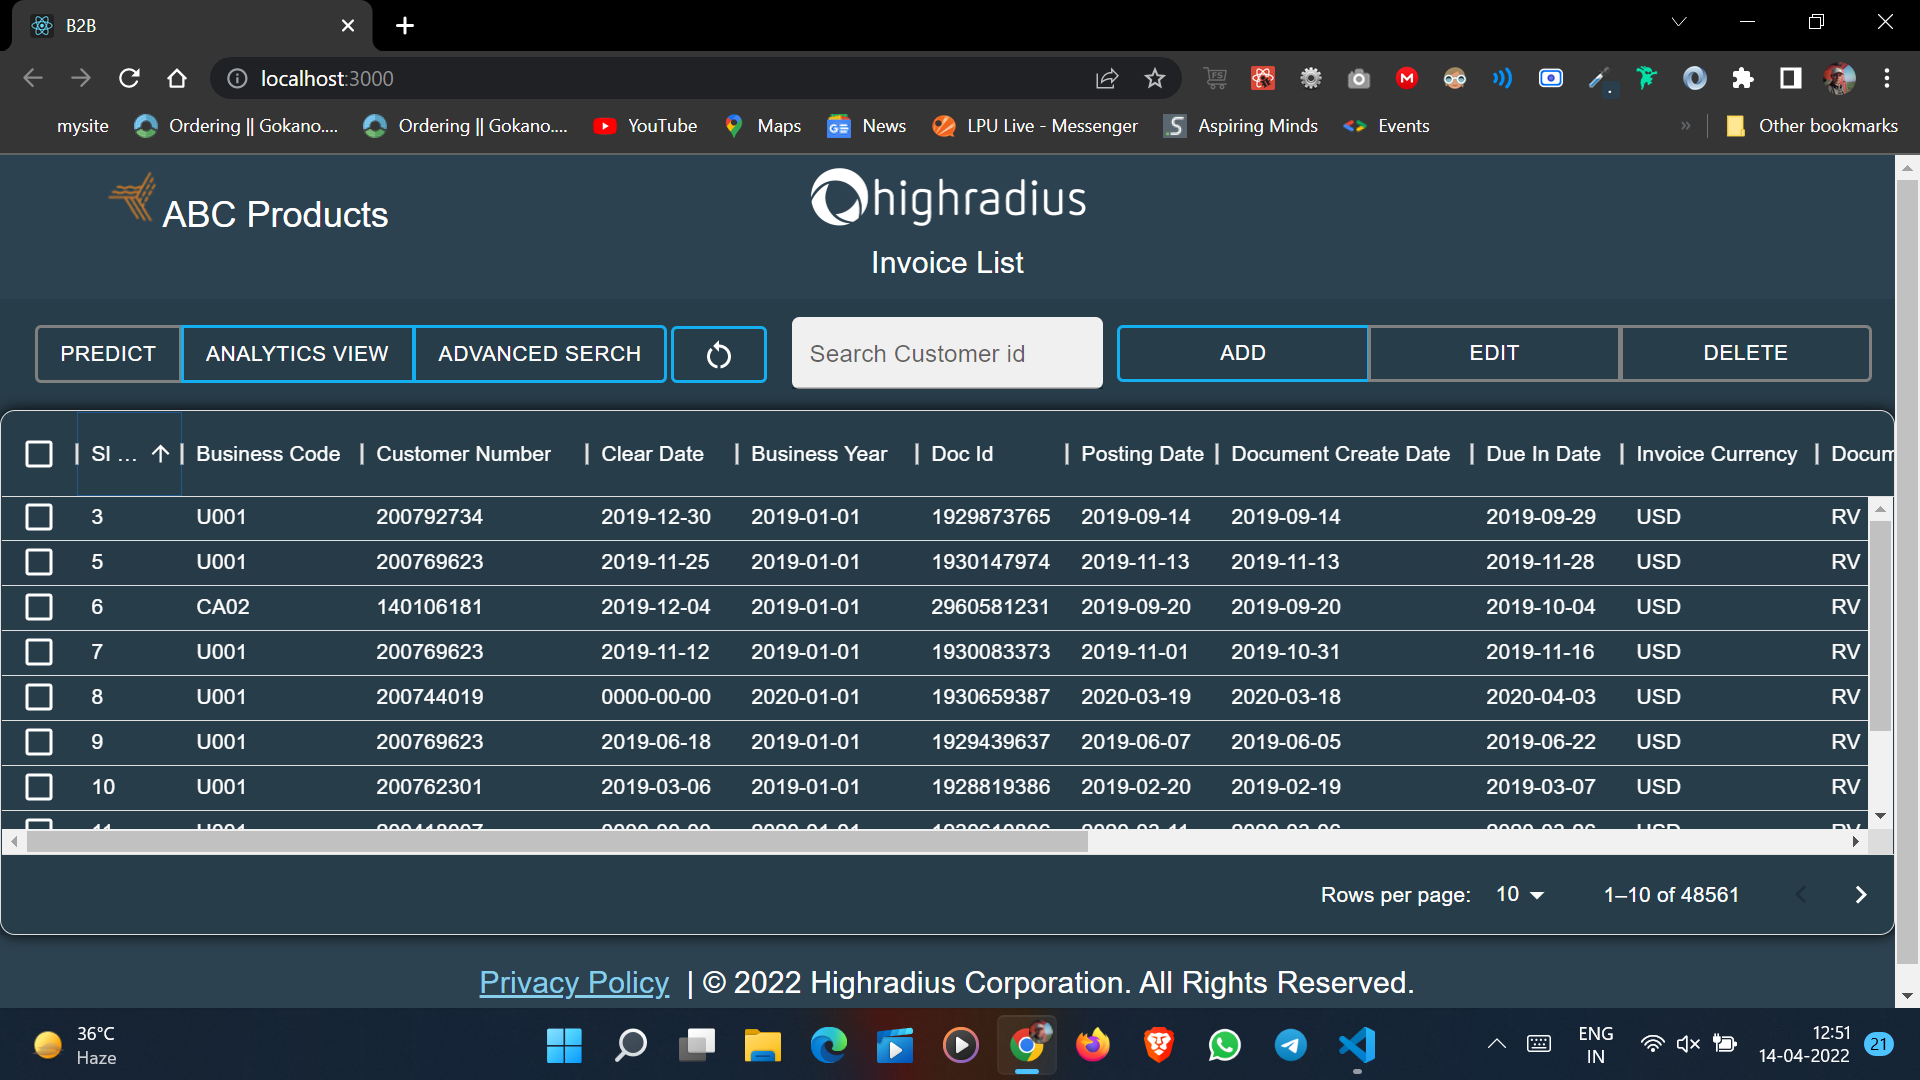 B2B
localhost:3000
mysite Ordering || Gokano.... Ordering || Gokano.... YouTube Maps News LPU Live - Messenger Aspiring Minds Events » Other bookmarks
ABC Products
highradius
Invoice List
PREDICT ANALYTICS VIEW ADVANCED SERCH Search Customer id ADD EDIT DELETE
Sl ... Business Code Customer Number Clear Date Business Year Doc Id Posting Date Document Create Date Due In Date Invoice Currency Docum
3 U001 200792734 2019-12-30 2019-01-01 1929873765 2019-09-14 2019-09-14 2019-09-29 USD RV
5 U001 200769623 2019-11-25 2019-01-01 1930147974 2019-11-13 2019-11-13 2019-11-28 USD RV
6 CA02 140106181 2019-12-04 2019-01-01 2960581231 2019-09-20 2019-09-20 2019-10-04 USD RV
7 U001 200769623 2019-11-12 2019-01-01 1930083373 2019-11-01 2019-10-31 2019-11-16 USD RV
8 U001 200744019 0000-00-00 2020-01-01 1930659387 2020-03-19 2020-03-18 2020-04-03 USD RV
9 U001 200769623 2019-06-18 2019-01-01 1929439637 2019-06-07 2019-06-05 2019-06-22 USD RV
10 U001 200762301 2019-03-06 2019-01-01 1928819386 2019-02-20 2019-02-19 2019-03-07 USD RV
Rows per page: 10 1–10 of 48561
Privacy Policy | © 2022 Highradius Corporation. All Rights Reserved.
36°C
Haze
ENG
IN
12:51
14-04-2022
21